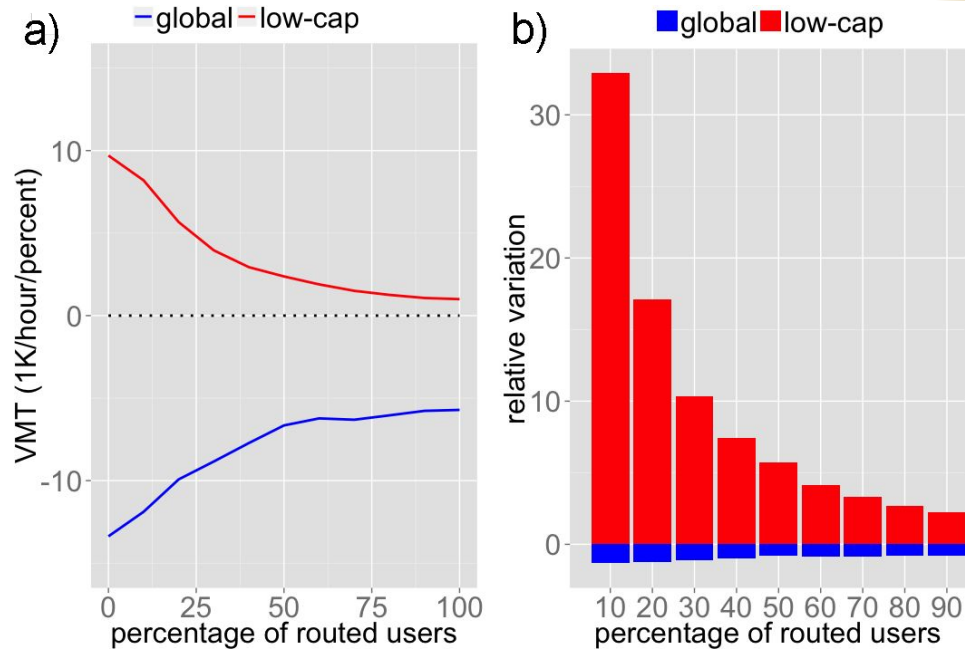 a)
global low-cap
VMT (1K/hour/percent)
10
0
-10
0 25 50 75 100
percentage of routed users
b)
global low-cap
relative variation
30
20
10
0
10 20 30 40 50 60 70 80 90
percentage of routed users